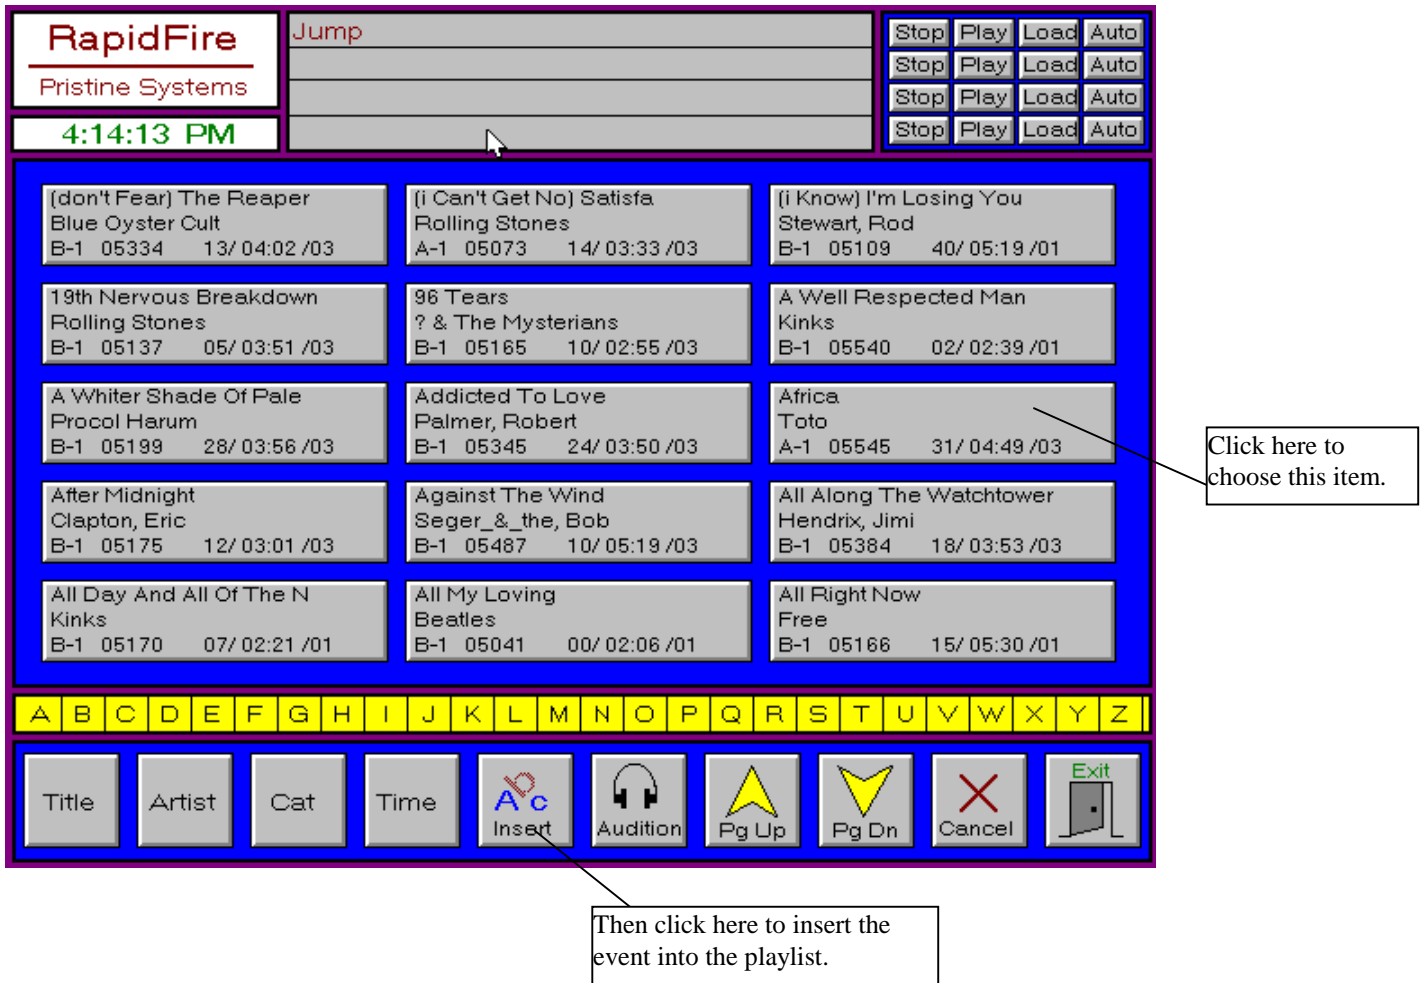 RapidFire
Pristine Systems
4:14:13 PM
Jump
Stop Play Load Auto
Stop Play Load Auto
Stop Play Load Auto
Stop Play Load Auto
(don't Fear) The Reaper
Blue Oyster Cult
B-1 05334 13/ 04:02 /03
(i Can't Get No) Satisfa
Rolling Stones
A-1 05073 14/ 03:33 /03
(i Know) I'm Losing You
Stewart, Rod
B-1 05109 40/ 05:19 /01
19th Nervous Breakdown
Rolling Stones
B-1 05137 05/ 03:51 /03
96 Tears
? & The Mysterians
B-1 05165 10/ 02:55 /03
A Well Respected Man
Kinks
B-1 05540 02/ 02:39 /01
A Whiter Shade Of Pale
Procol Harum
B-1 05199 28/ 03:56 /03
Addicted To Love
Palmer, Robert
B-1 05345 24/ 03:50 /03
Africa
Toto
A-1 05545 31/ 04:49 /03
After Midnight
Clapton, Eric
B-1 05175 12/ 03:01 /03
Against The Wind
Seger_&_the, Bob
B-1 05487 10/ 05:19 /03
All Along The Watchtower
Hendrix, Jimi
B-1 05384 18/ 03:53 /03
All Day And All Of The N
Kinks
B-1 05170 07/ 02:21 /01
All My Loving
Beatles
B-1 05041 00/ 02:06 /01
All Right Now
Free
B-1 05166 15/ 05:30 /01
Click here to
choose this item.
A B C D E F G H I J K L M N O P Q R S T U V W X Y Z
Title Artist Cat Time Insert Audition Pg Up Pg Dn Cancel Exit
Then click here to insert the
event into the playlist.